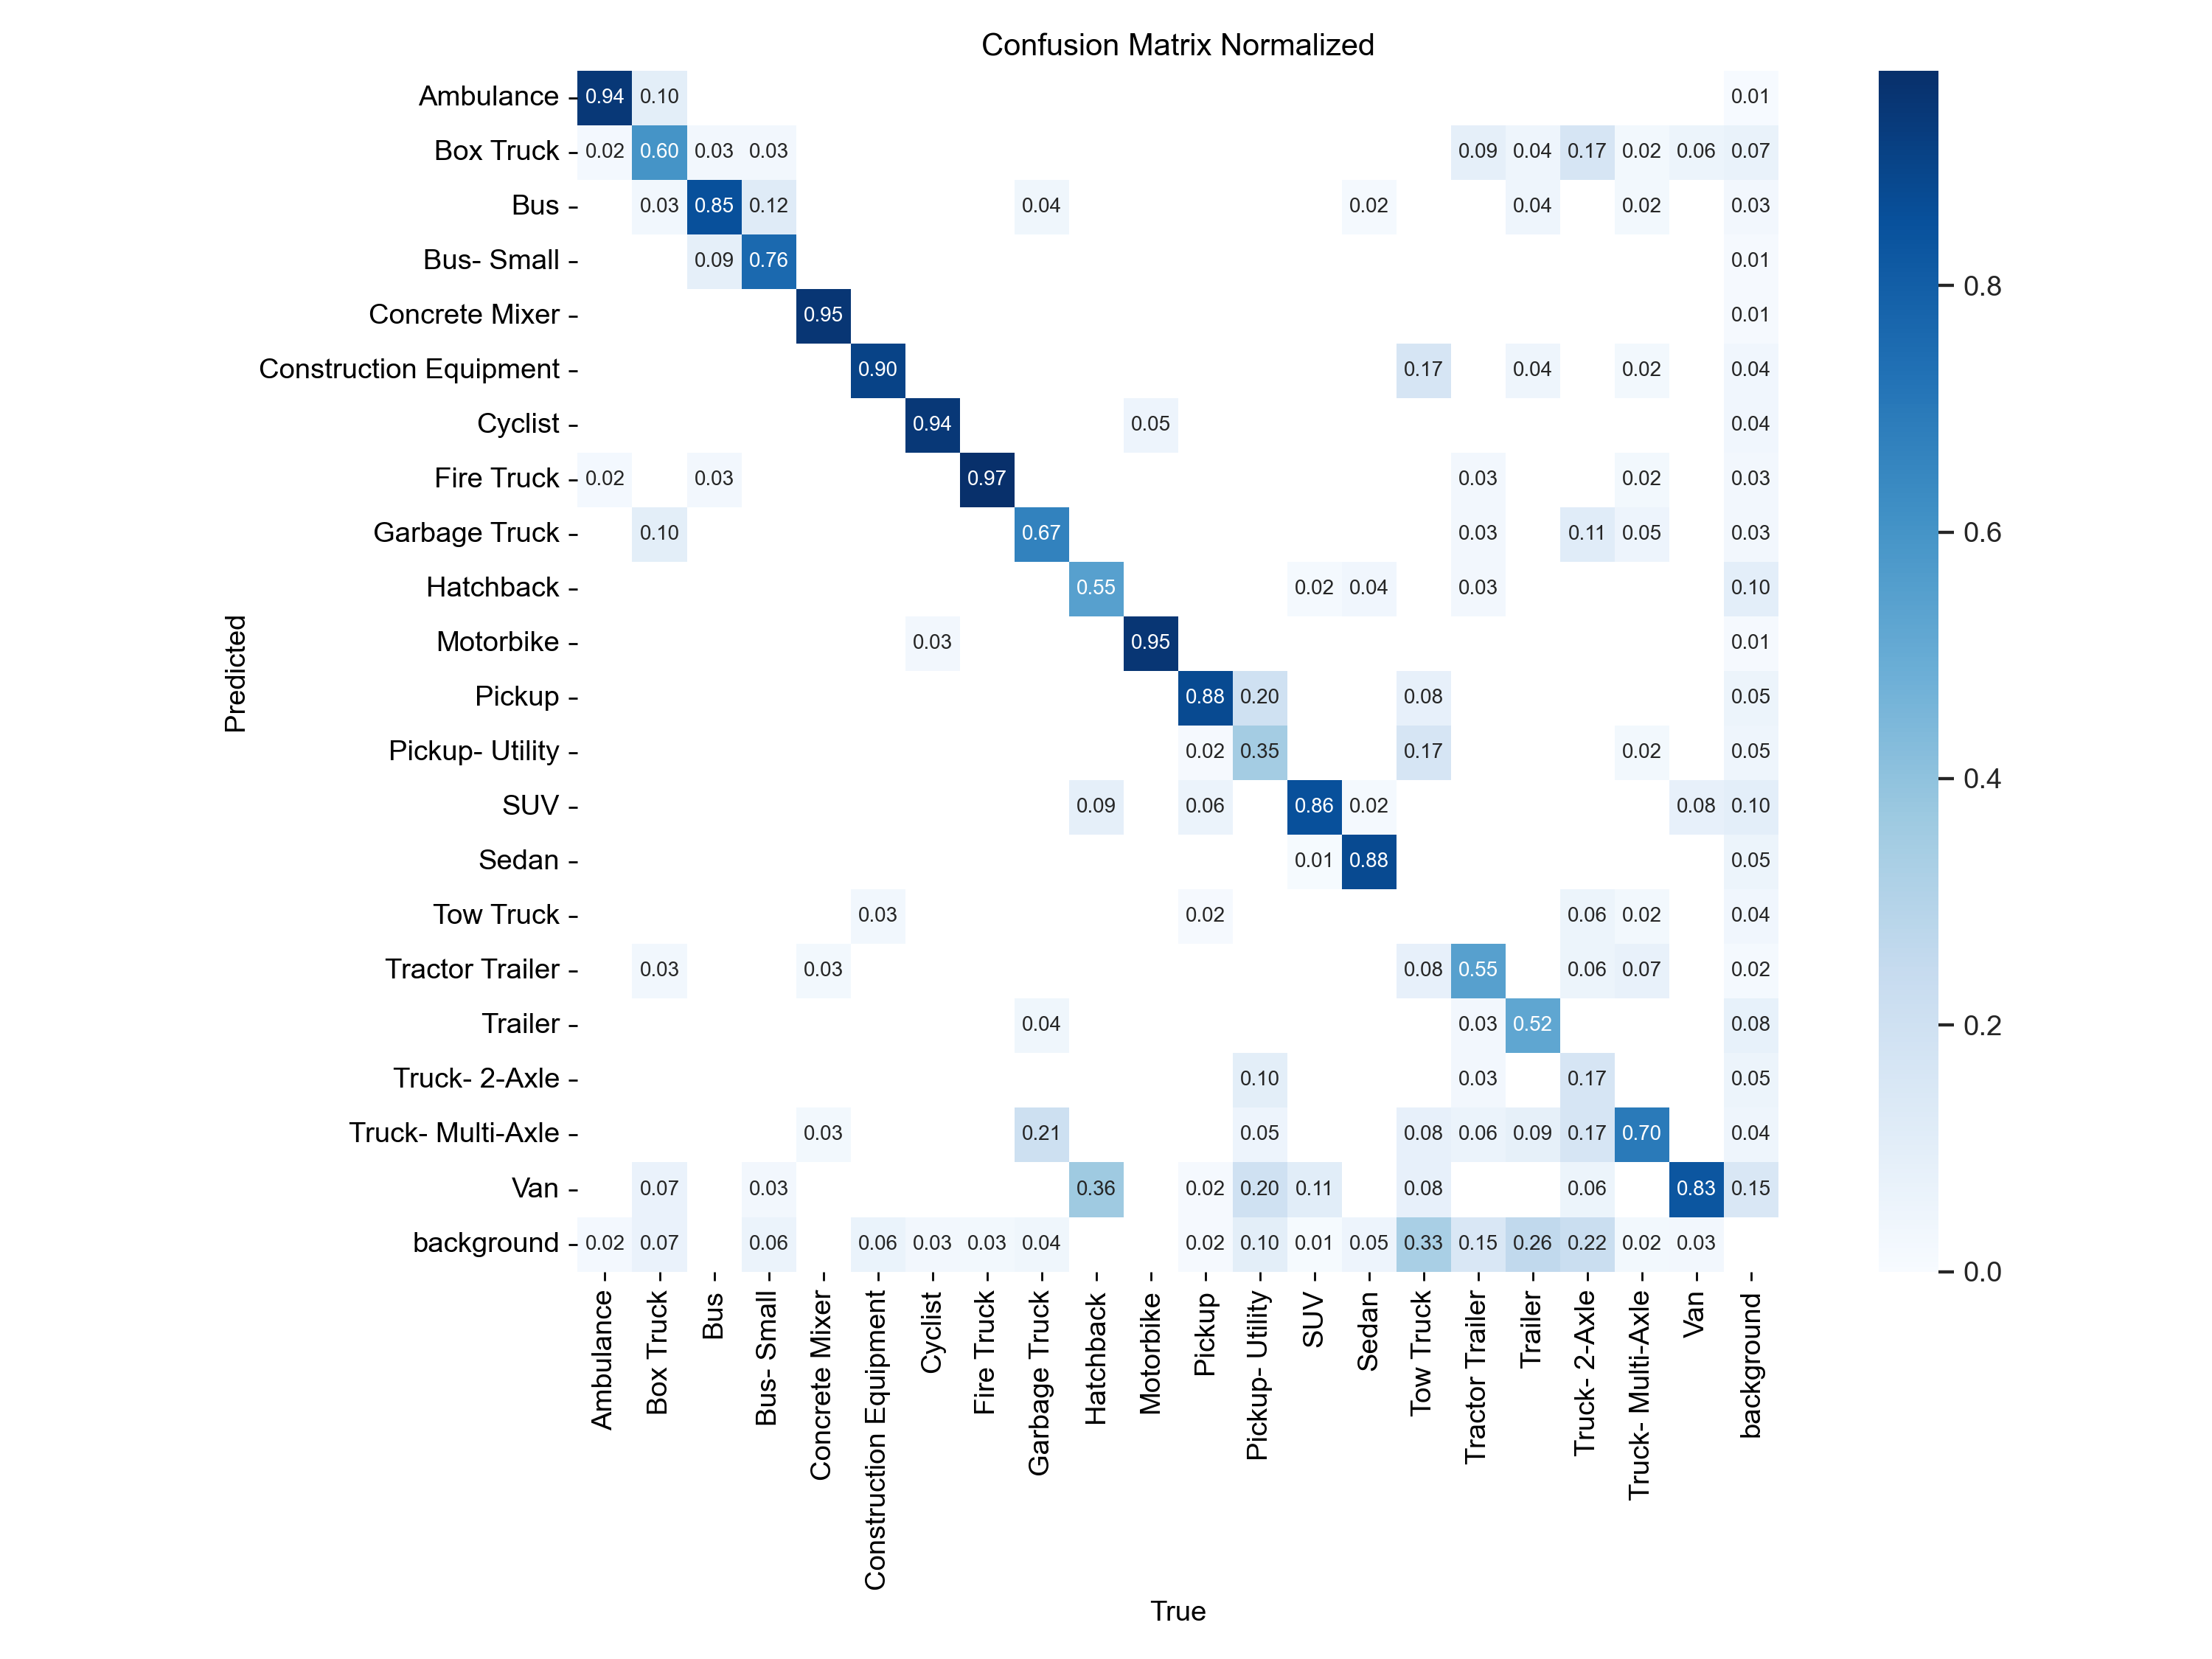 Confusion Matrix Normalized
Ambulance 0.94 0.10 0.01
Box Truck 0.02 0.60 0.03 0.03 0.09 0.04 0.17 0.02 0.06 0.07
Bus 0.03 0.85 0.12 0.04 0.02 0.04 0.02 0.03
Bus- Small 0.09 0.76 0.01
0.8
Concrete Mixer 0.95 0.01
Construction Equipment 0.90 0.17 0.04 0.02 0.04
Cyclist 0.94 0.05 0.04
Fire Truck 0.02 0.03 0.97 0.03 0.02 0.03
Garbage Truck 0.10 0.67 0.03 0.11 0.05 0.03
0.6
Hatchback 0.55 0.02 0.04 0.03 0.10
Motorbike 0.03 0.95 0.01
Predicted
Pickup 0.88 0.20 0.08 0.05
Pickup- Utility 0.02 0.35 0.17 0.02 0.05
0.4
SUV 0.09 0.06 0.86 0.02 0.08 0.10
Sedan 0.01 0.88 0.05
Tow Truck 0.03 0.02 0.06 0.02 0.04
Tractor Trailer 0.03 0.03 0.08 0.55 0.06 0.07 0.02
Trailer 0.04 0.03 0.52 0.08
0.2
Truck- 2-Axle 0.10 0.03 0.17 0.05
Truck- Multi-Axle 0.03 0.21 0.05 0.08 0.06 0.09 0.17 0.70 0.04
Van 0.07 0.03 0.36 0.02 0.20 0.11 0.08 0.06 0.83 0.15
background 0.02 0.07 0.06 0.06 0.03 0.03 0.04 0.02 0.10 0.01 0.05 0.33 0.15 0.26 0.22 0.02 0.03
0.0
Ambulance
Box Truck
Bus
Bus- Small
Concrete Mixer
Construction Equipment
Cyclist
Fire Truck
Garbage Truck
Hatchback
Motorbike
Pickup
Pickup- Utility
SUV
Sedan
Tow Truck
Tractor Trailer
Trailer
Truck- 2-Axle
Truck- Multi-Axle
Van
background
True